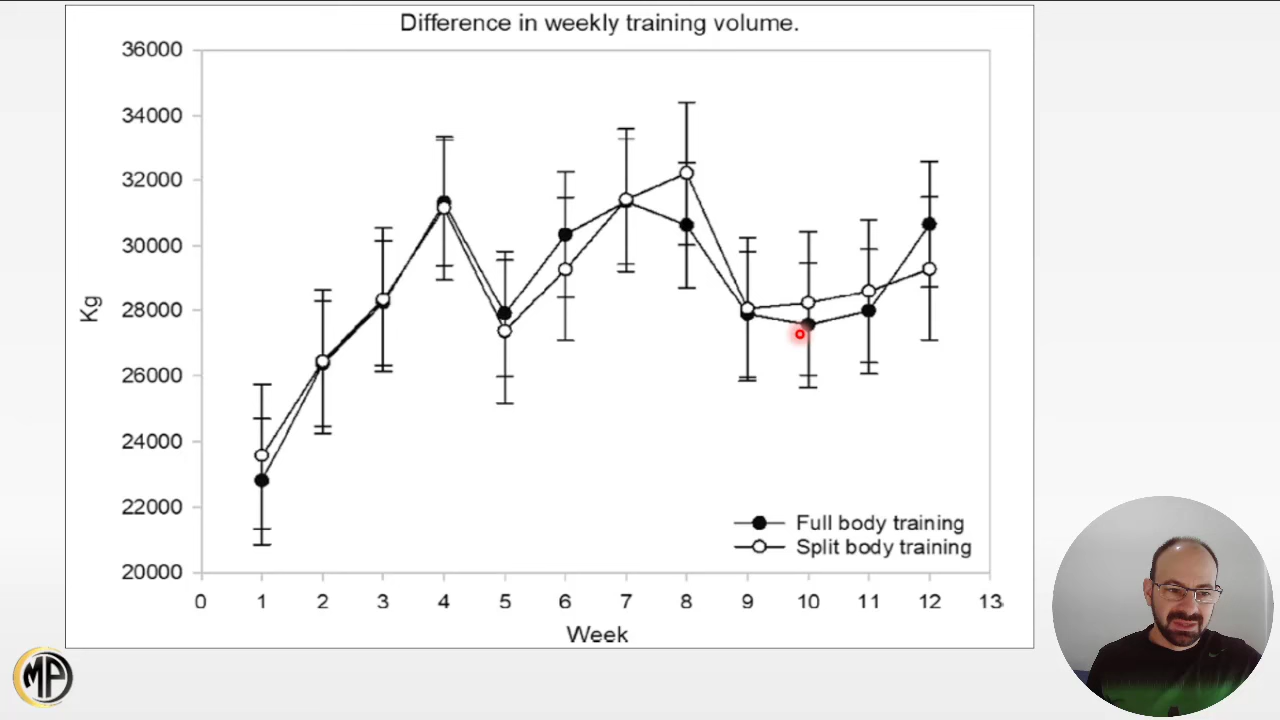 Difference in weekly training volume.
36000
34000
32000
30000
28000
26000
24000
22000
20000
Kg
0 1 2 3 4 5 6 7 8 9 10 11 12 13
Week
Full body training
Split body training
MP